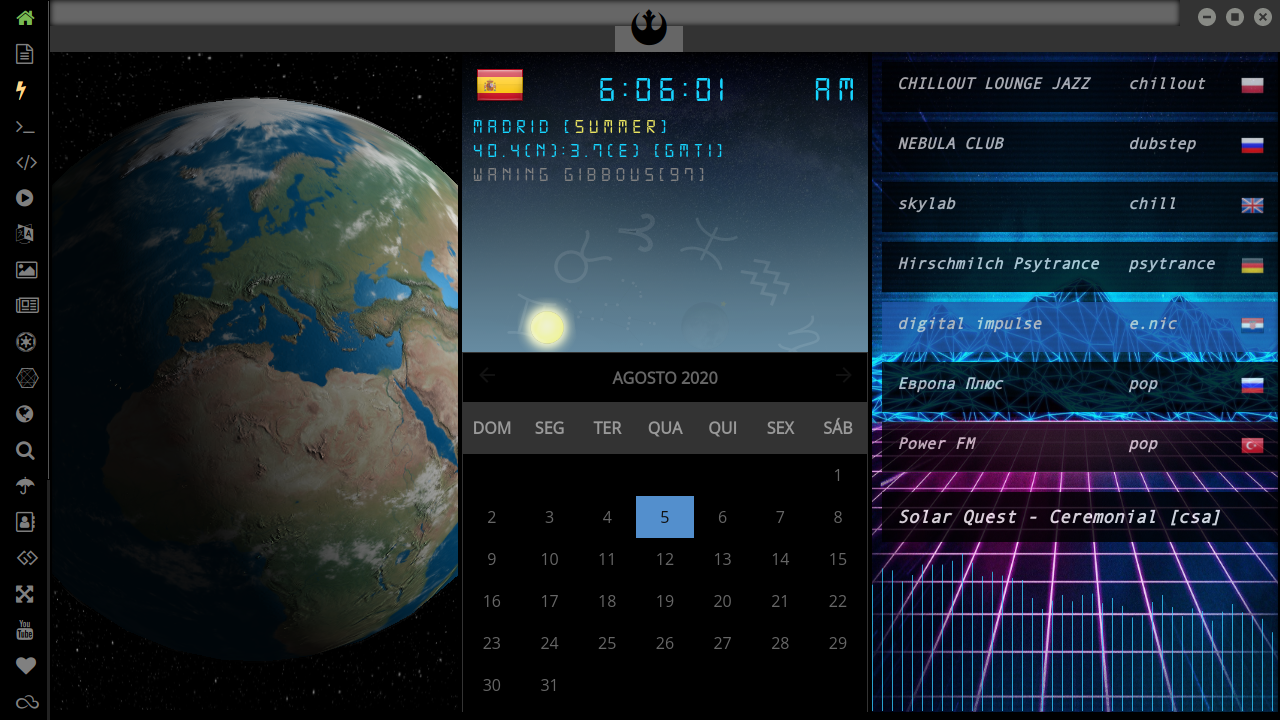 6:06:01 AM
MADRID (SUMMER)
40.4(N):3.7(E) [GMT1]
WANING GIBBOUS(97)
AGOSTO 2020
DOM SEG TER QUA QUI SEX SÁB
1
2 3 4 5 6 7 8
9 10 11 12 13 14 15
16 17 18 19 20 21 22
23 24 25 26 27 28 29
30 31
CHILLOUT LOUNGE JAZZ chillout
NEBULA CLUB dubstep
skylab chill
Hirschmilch Psytrance psytrance
digital impulse e.nic
Европа Плюс pop
Power FM pop
Solar Quest - Ceremonial [csa]
You
Tube